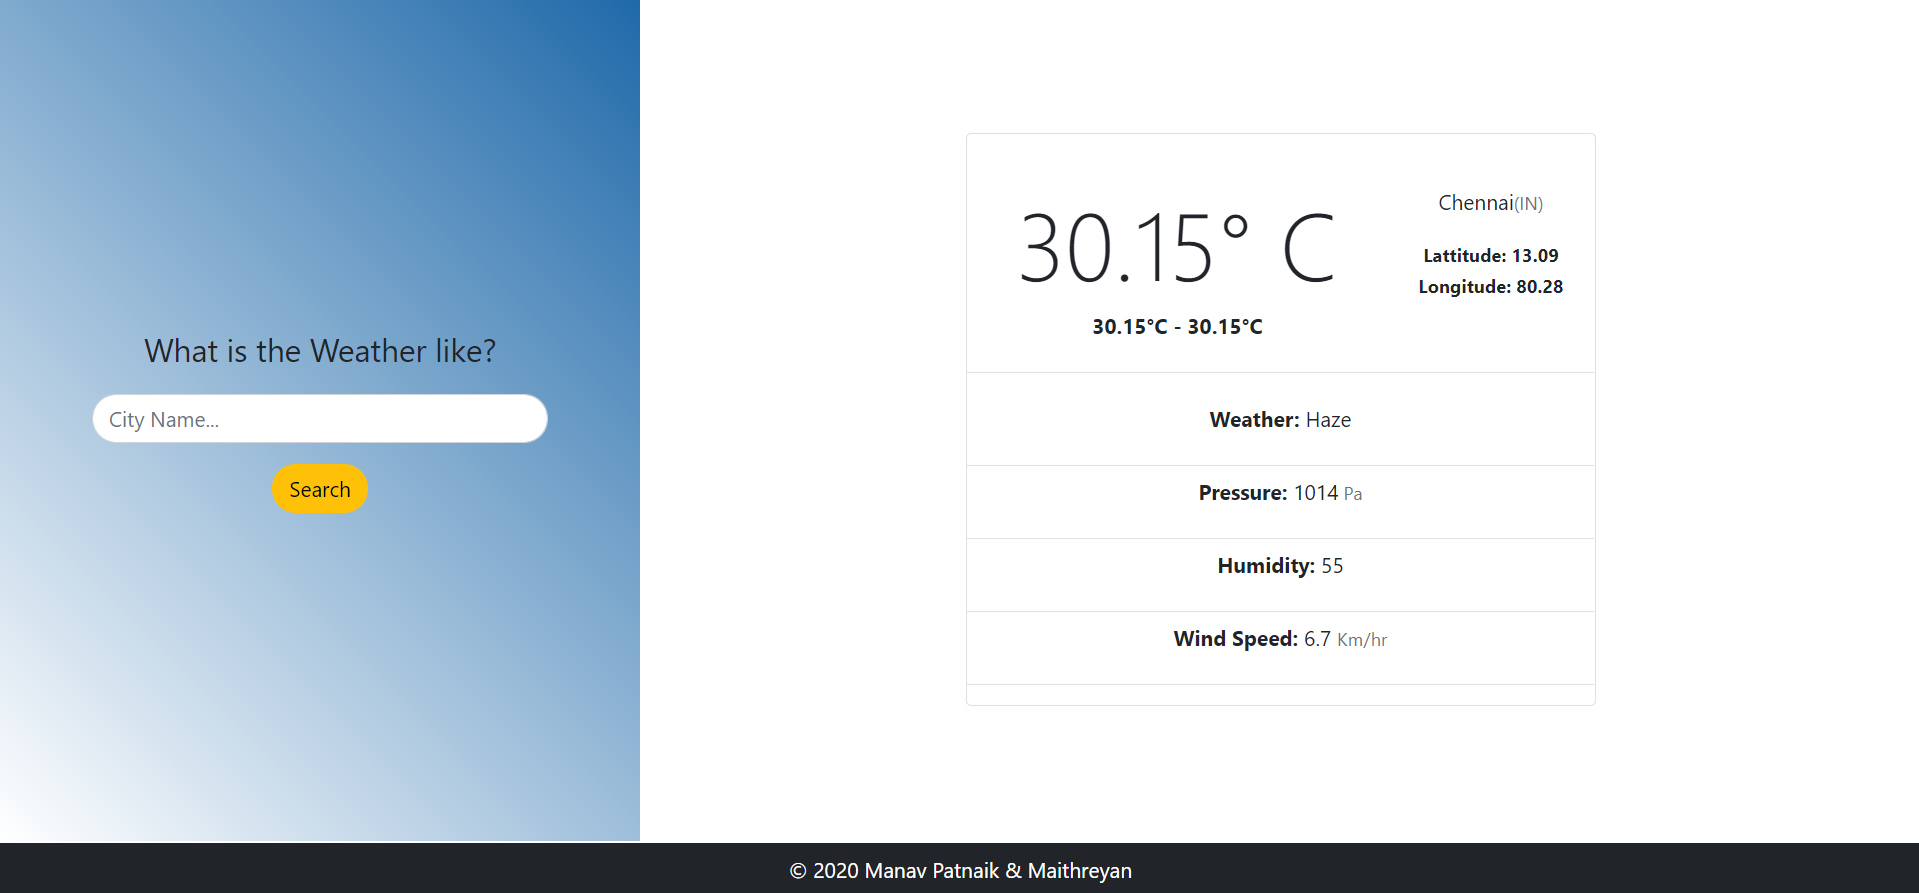 What is the Weather like?
City Name...
Search
30.15° C
30.15°C - 30.15°C
Chennai(IN)
Lattitude: 13.09
Longitude: 80.28
Weather: Haze
Pressure: 1014 Pa
Humidity: 55
Wind Speed: 6.7 Km/hr
© 2020 Manav Patnaik & Maithreyan